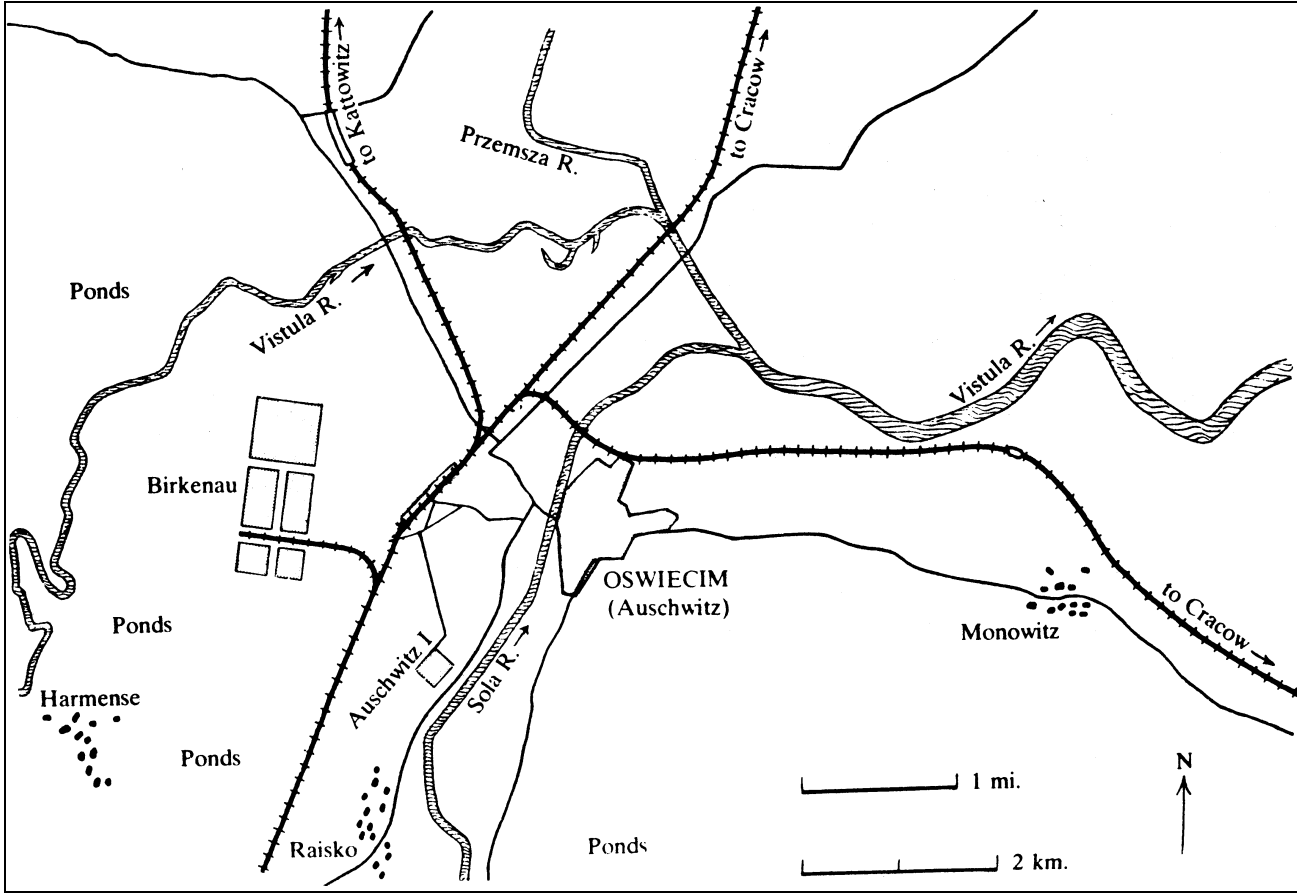 to Kattowitz
to Cracow
Przemsza R.
Ponds
Vistula R.
Vistula R.
Birkenau
OSWIECIM
(Auschwitz)
to Cracow
Ponds
Monowitz
Auschwitz I
Sola R.
Harmense
Ponds
N
1 mi.
Raisko
Ponds
2 km.